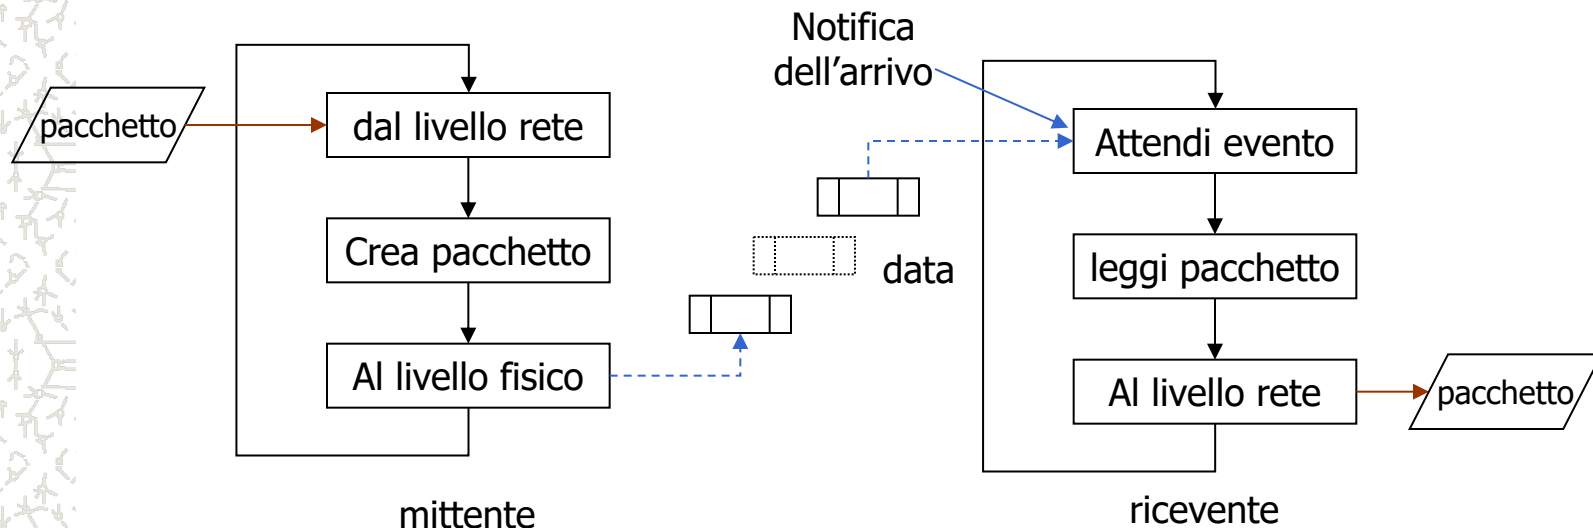 Notifica
dell'arrivo
pacchetto
dal livello rete
Crea pacchetto
Al livello fisico
mittente
data
Attendi evento
leggi pacchetto
Al livello rete
pacchetto
ricevente